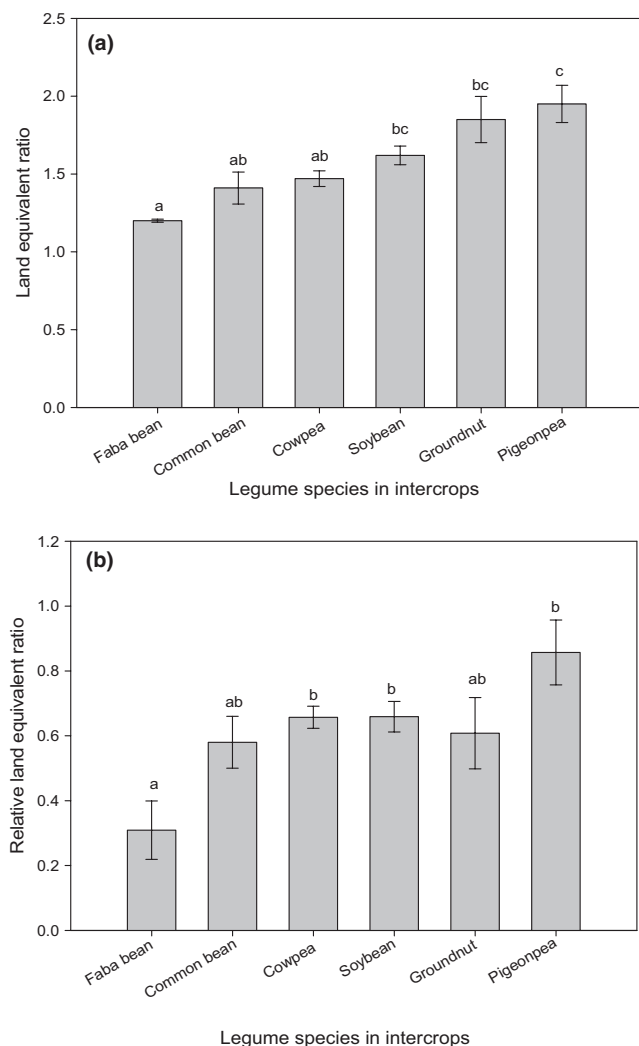 (a)
Land equivalent ratio
2.5
2.0
1.5
1.0
0.5
0.0
a
ab
ab
bc
bc
c
Faba bean
Common bean
Cowpea
Soybean
Groundnut
Pigeonpea
Legume species in intercrops
(b)
Relative land equivalent ratio
1.2
1.0
0.8
0.6
0.4
0.2
0.0
a
ab
b
b
ab
b
Faba bean
Common bean
Cowpea
Soybean
Groundnut
Pigeonpea
Legume species in intercrops